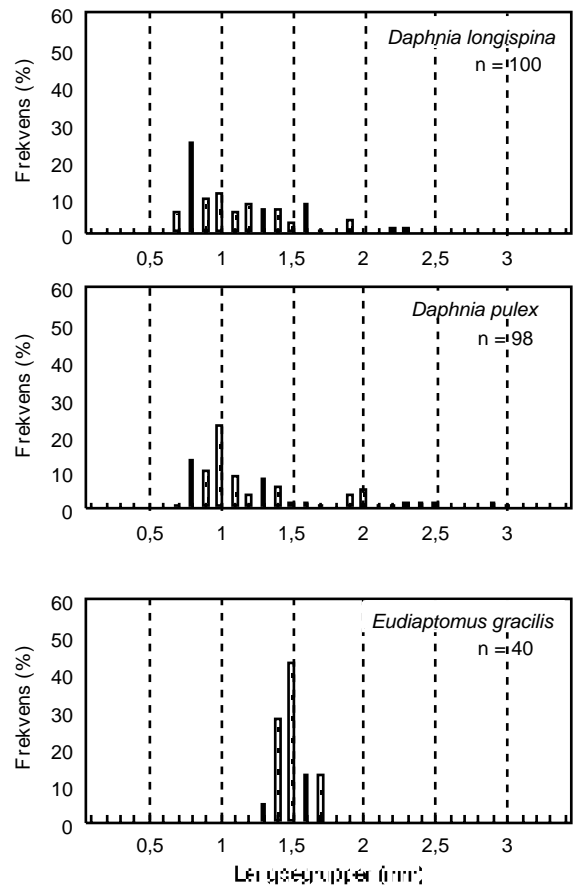 Daphnia longispina
n = 100
Frekvens (%)
60
50
40
30
20
10
0
0,5 1 1,5 2 2,5 3
Daphnia pulex
n = 98
Frekvens (%)
60
50
40
30
20
10
0
0,5 1 1,5 2 2,5 3
Eudiaptomus gracilis
n = 40
Frekvens (%)
60
50
40
30
20
10
0
0,5 1 1,5 2 2,5 3
Lengdegrupper (mm)